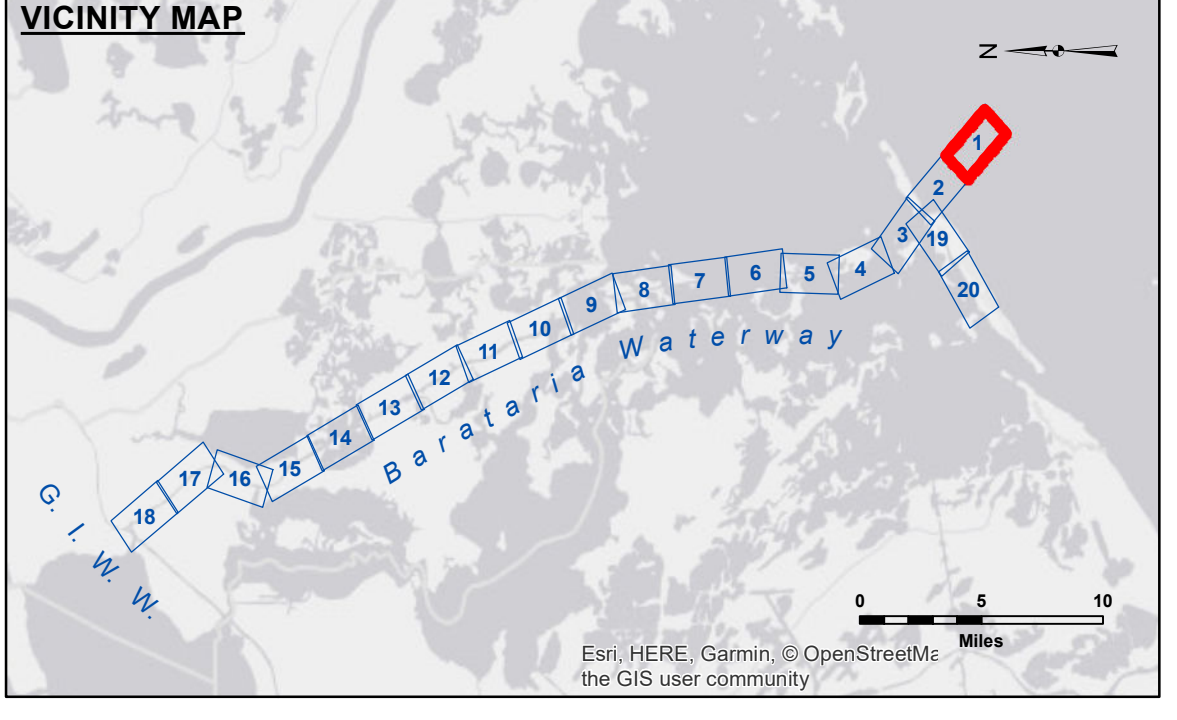 VICINITY MAP
N
1
2
3
19
4
20
5
6
7
8
9
10
11
12
13
14
15
16
17
18
Barataria Waterway
G. I. W. W.
0 5 10
Miles
Esri, HERE, Garmin, © OpenStreetMa
the GIS user community